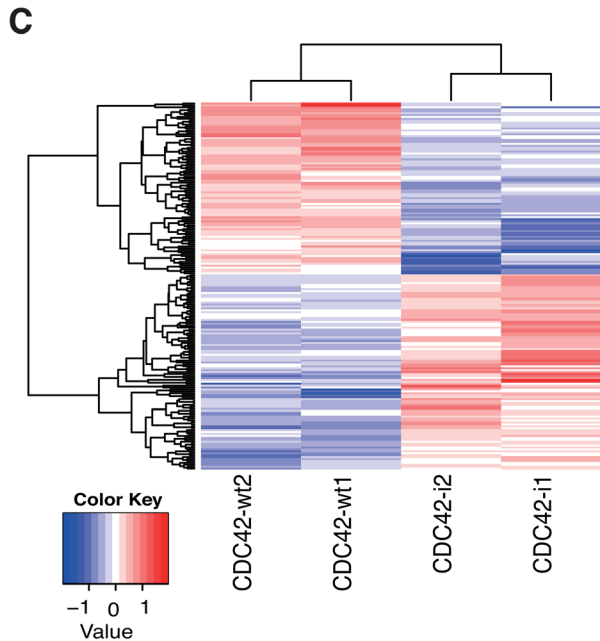 C
CDC42-wt2
CDC42-wt1
CDC42-i2
CDC42-i1
Color Key
−1 0 1
Value